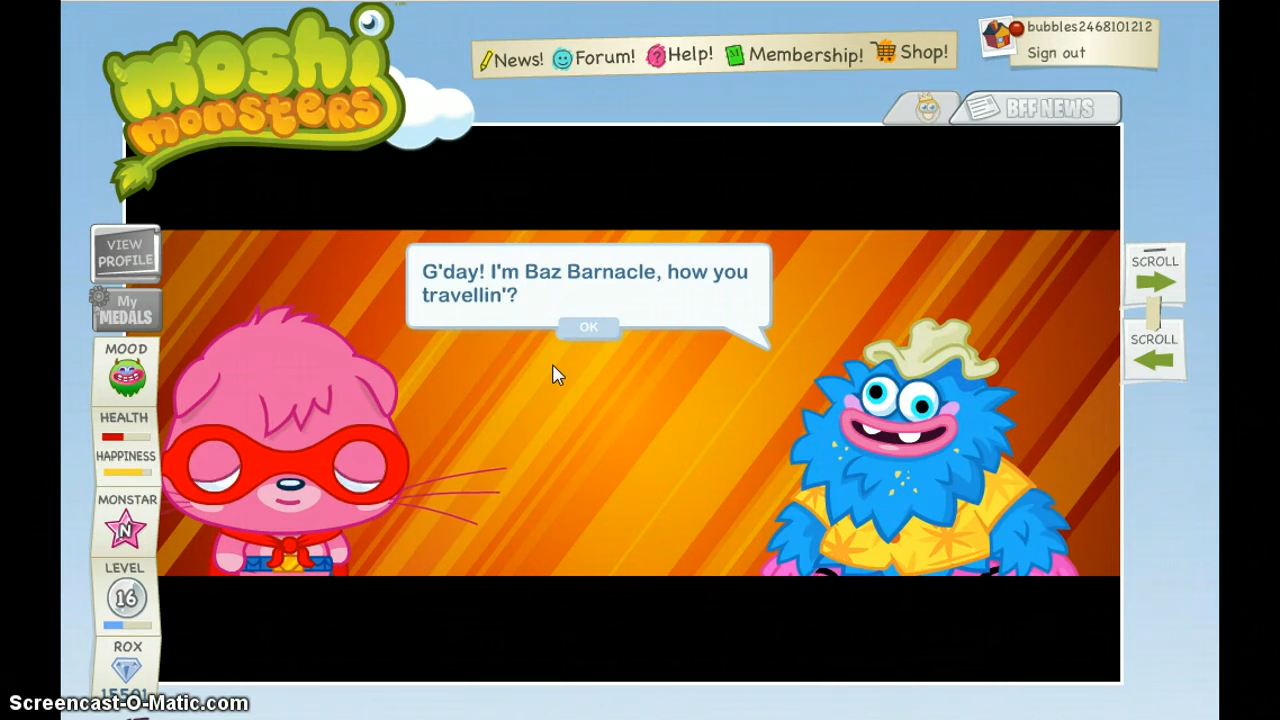 moshi
monsters
News! Forum! Help! Membership! Shop!
bubbles2468101212
Sign out
BFF NEWS
VIEW
PROFILE
My
MEDALS
MOOD
HEALTH
HAPPINESS
MONSTAR
N
LEVEL
16
ROX
15501
G'day! I'm Baz Barnacle, how you
travellin'?
OK
SCROLL
SCROLL
Screencast-O-Matic.com